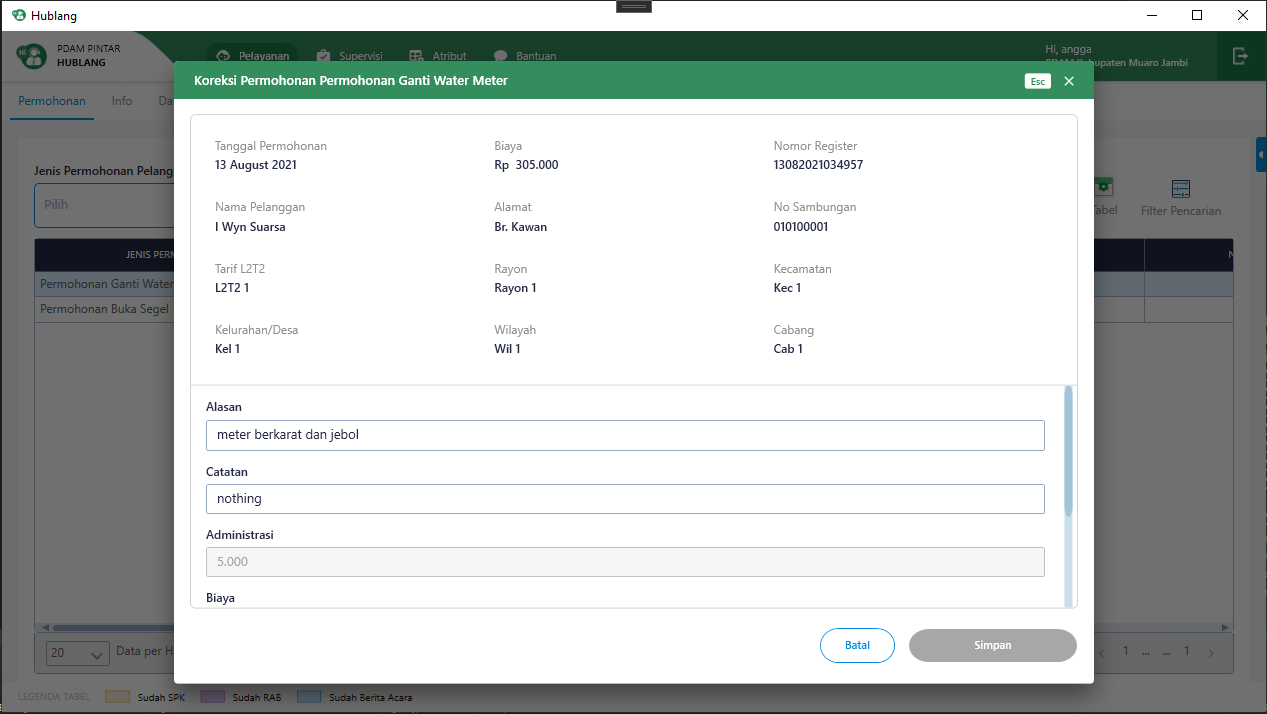 Hublang
PDAM PINTAR
HUBLANG
Pelayanan Supervisi Atribut Bantuan
Hi, angga
Kabupaten Muaro Jambi
Koreksi Permohonan Permohonan Ganti Water Meter
Esc
Permohonan Info
Tanggal Permohonan Biaya Nomor Register
13 August 2021 Rp 305.000 13082021034957
Nama Pelanggan Alamat No Sambungan
I Wyn Suarsa Br. Kawan 010100001
Tarif L2T2 Rayon Kecamatan
L2T2 1 Rayon 1 Kec 1
Kelurahan/Desa Wilayah Cabang
Kel 1 Wil 1 Cab 1
Jenis Permohonan Pelang
Pilih
Filter Pencarian
JENIS PERM
Permohonan Ganti Water
Permohonan Buka Segel
Alasan
meter berkarat dan jebol
Catatan
nothing
Administrasi
5.000
Biaya
Batal Simpan
20 Data per H
1 ... ... 1
LEGENDA TABEL Sudah SPK Sudah RAB Sudah Berita Acara